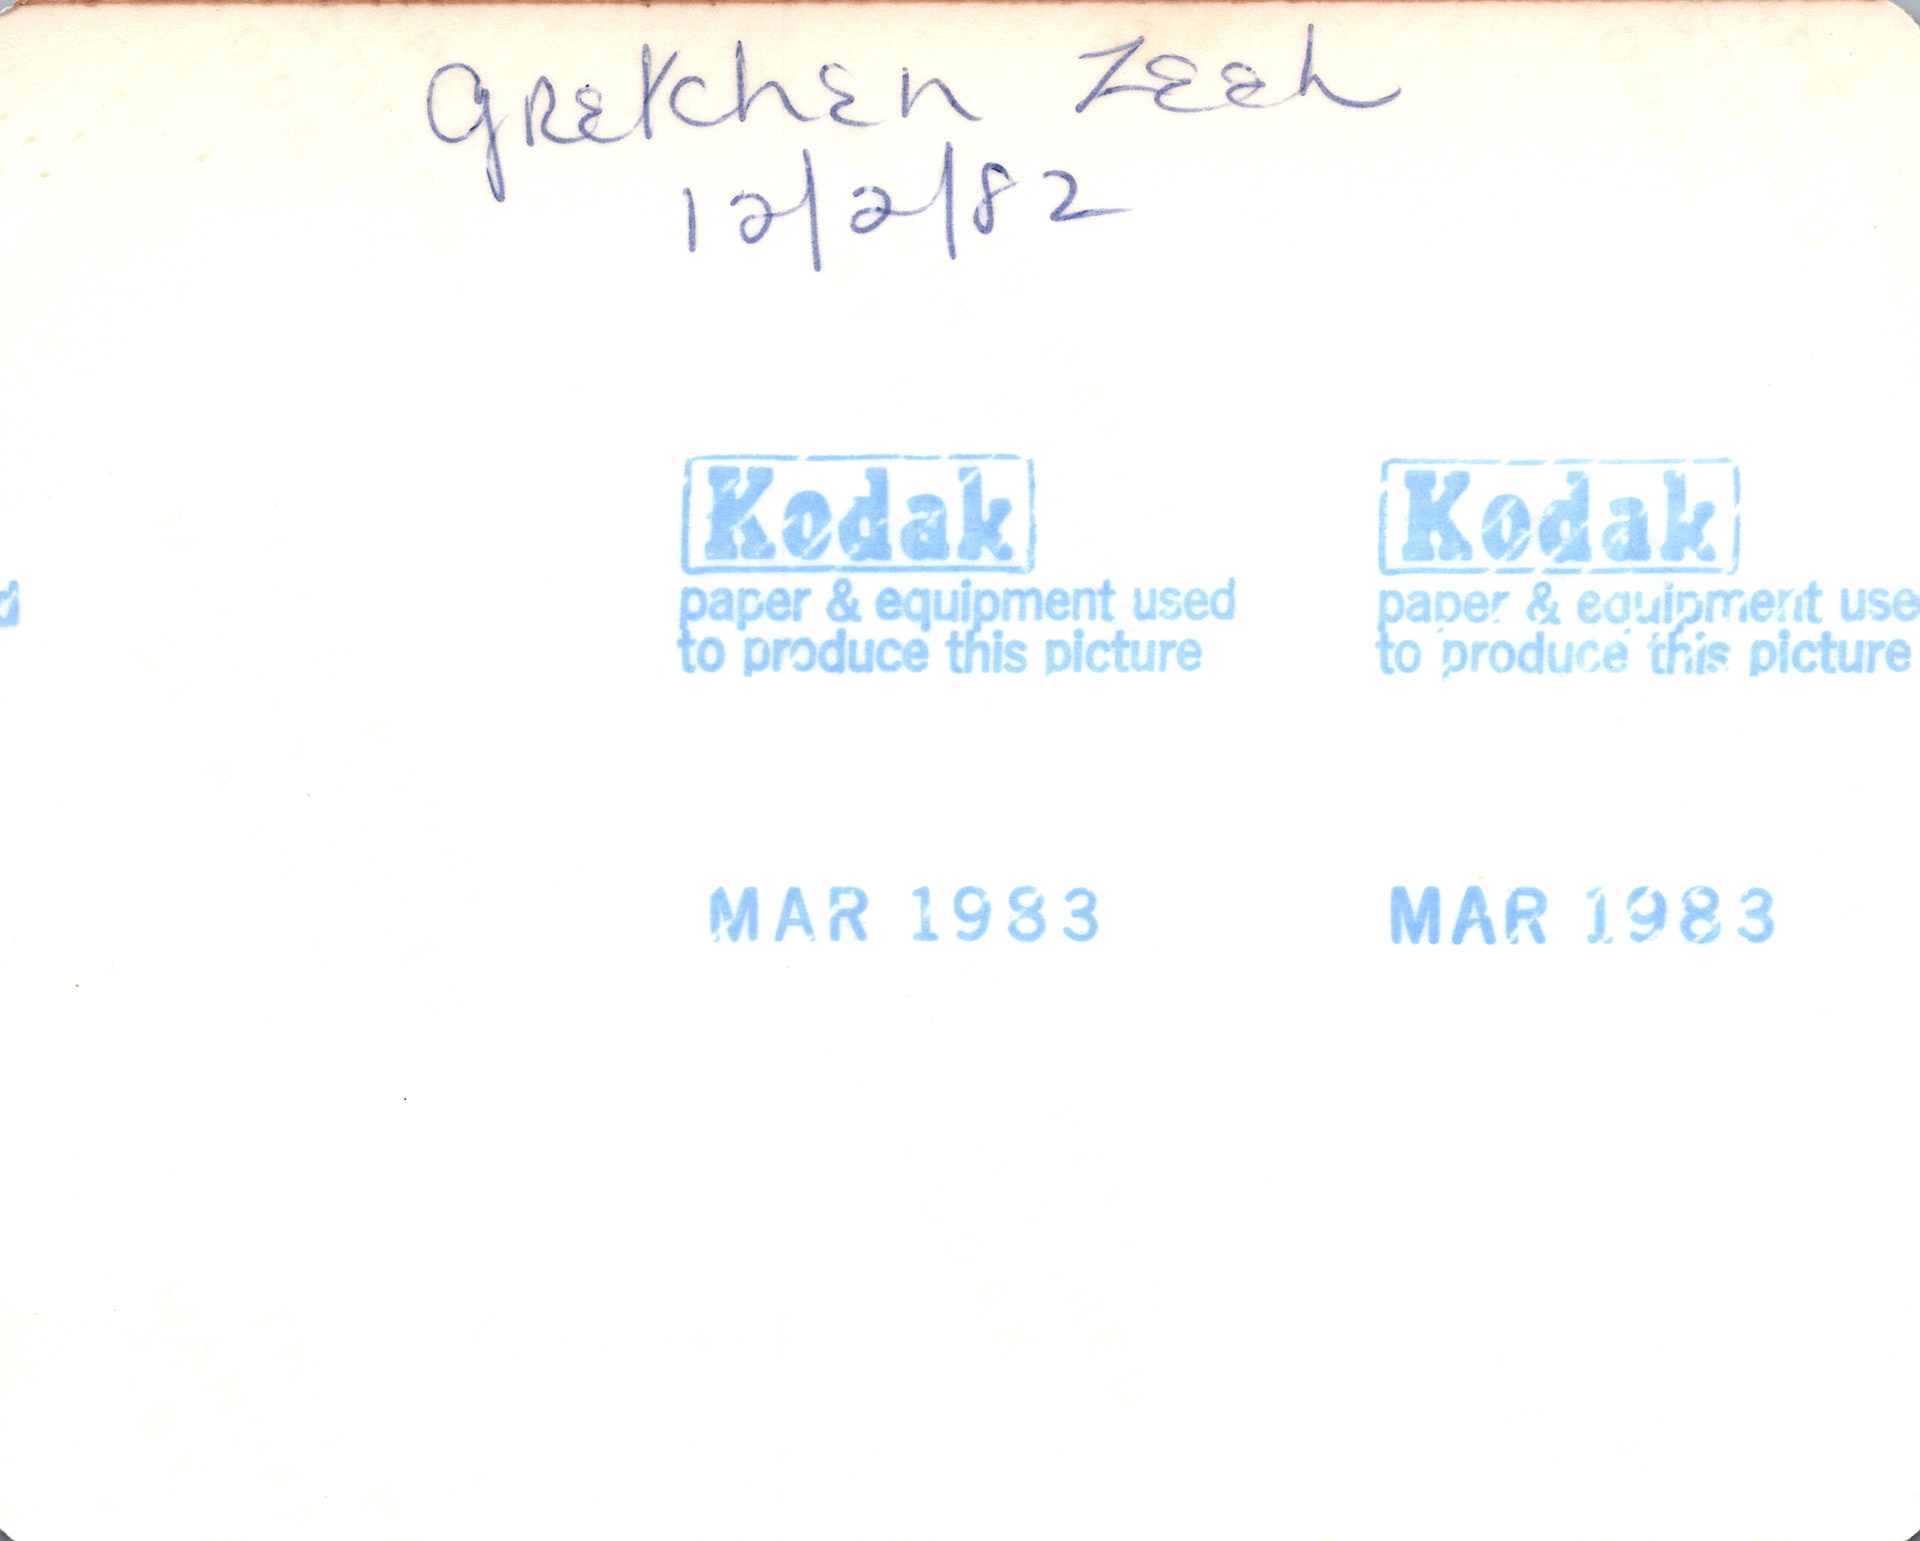 Gretchen Zeeh
12/2/82
Kodak Kodak
paper & equipment used paper & equipment use
to produce this picture to produce this picture
MAR 1983 MAR 1983